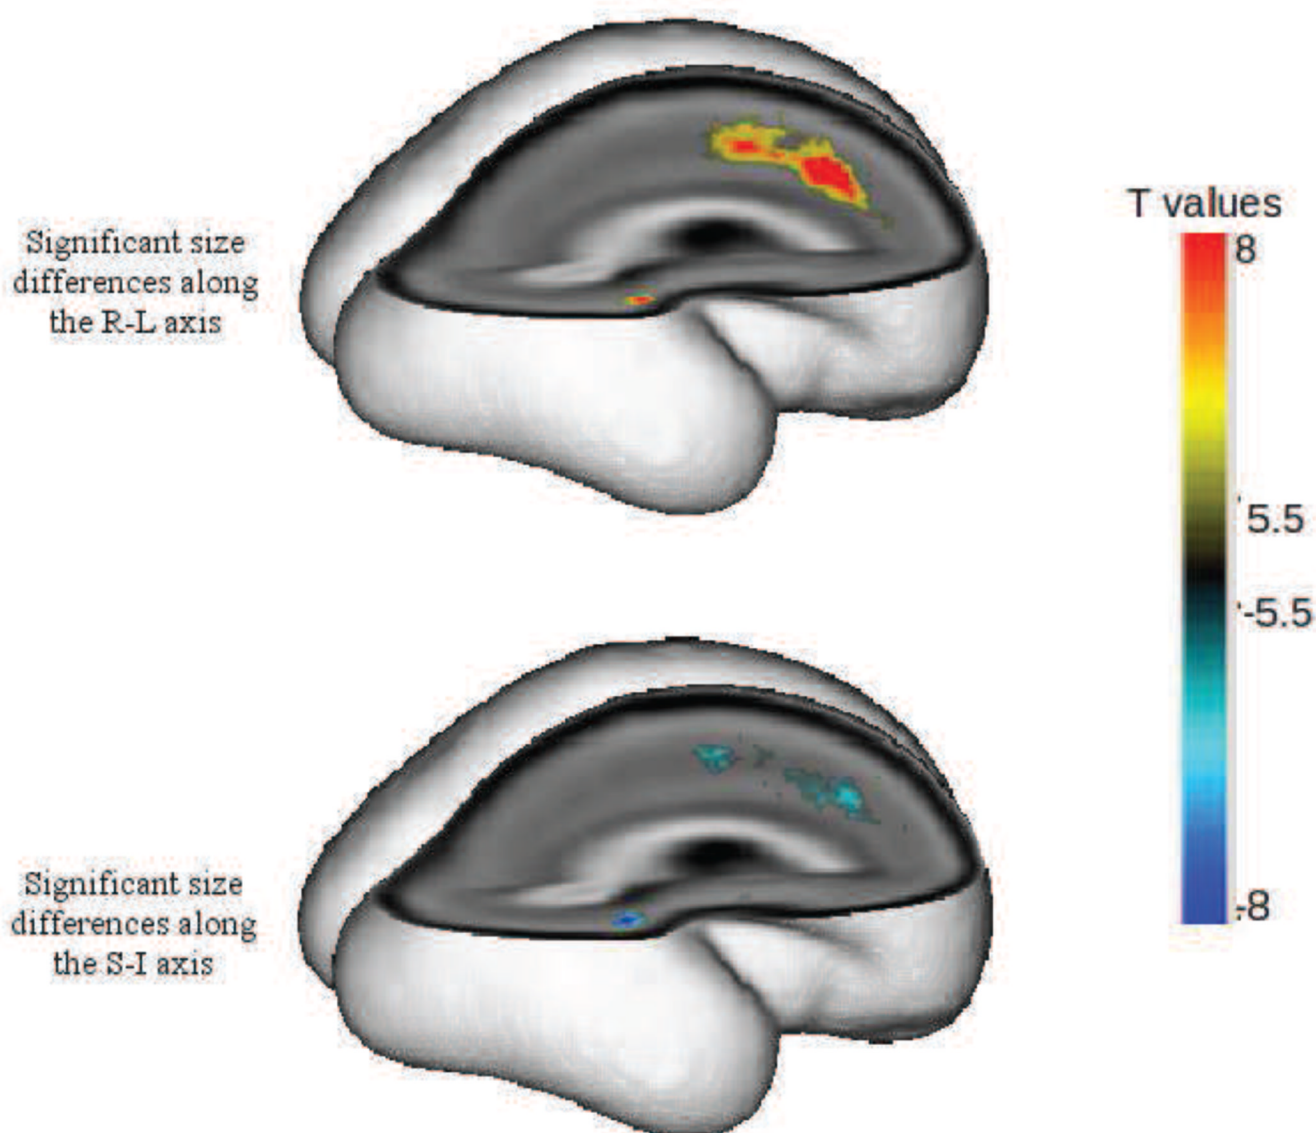 T values
8
Significant size
differences along
the R-L axis
5.5
-5.5
Significant size
differences along
the S-I axis
-8